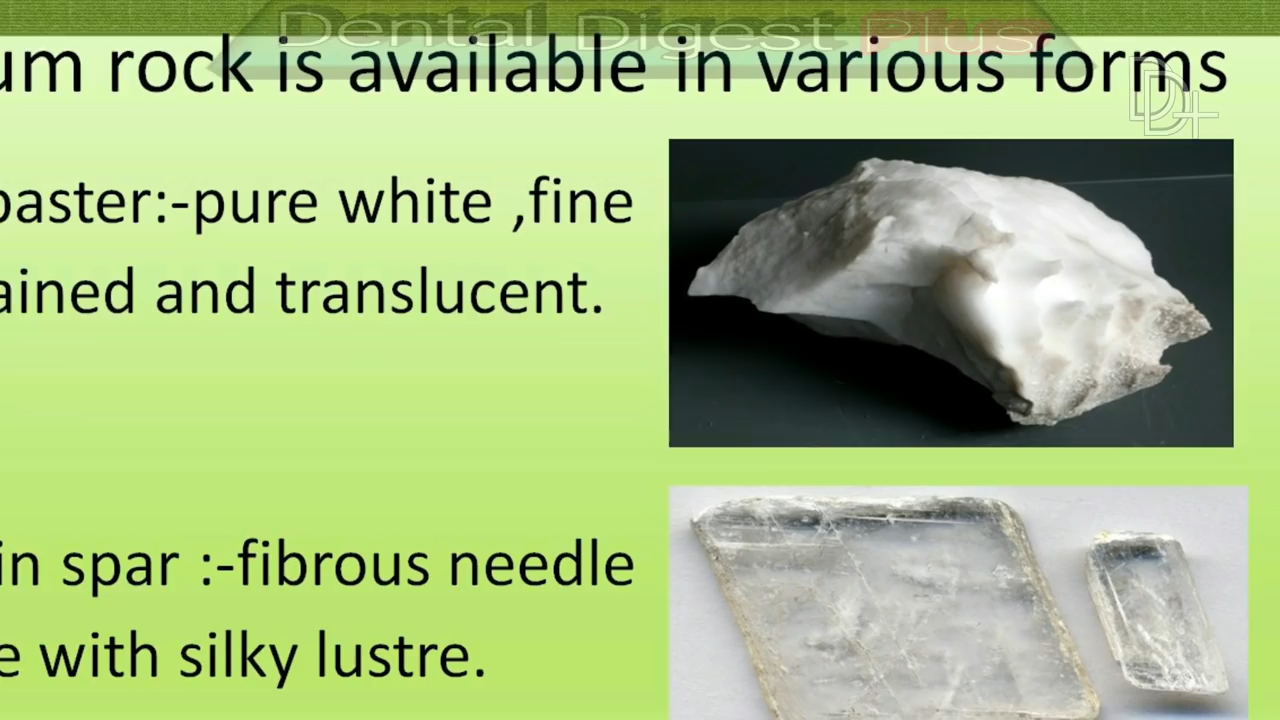 Dental Digest Plus
um rock is available in various forms
DD+
baster:-pure white ,fine
ained and translucent.
in spar :-fibrous needle
e with silky lustre.